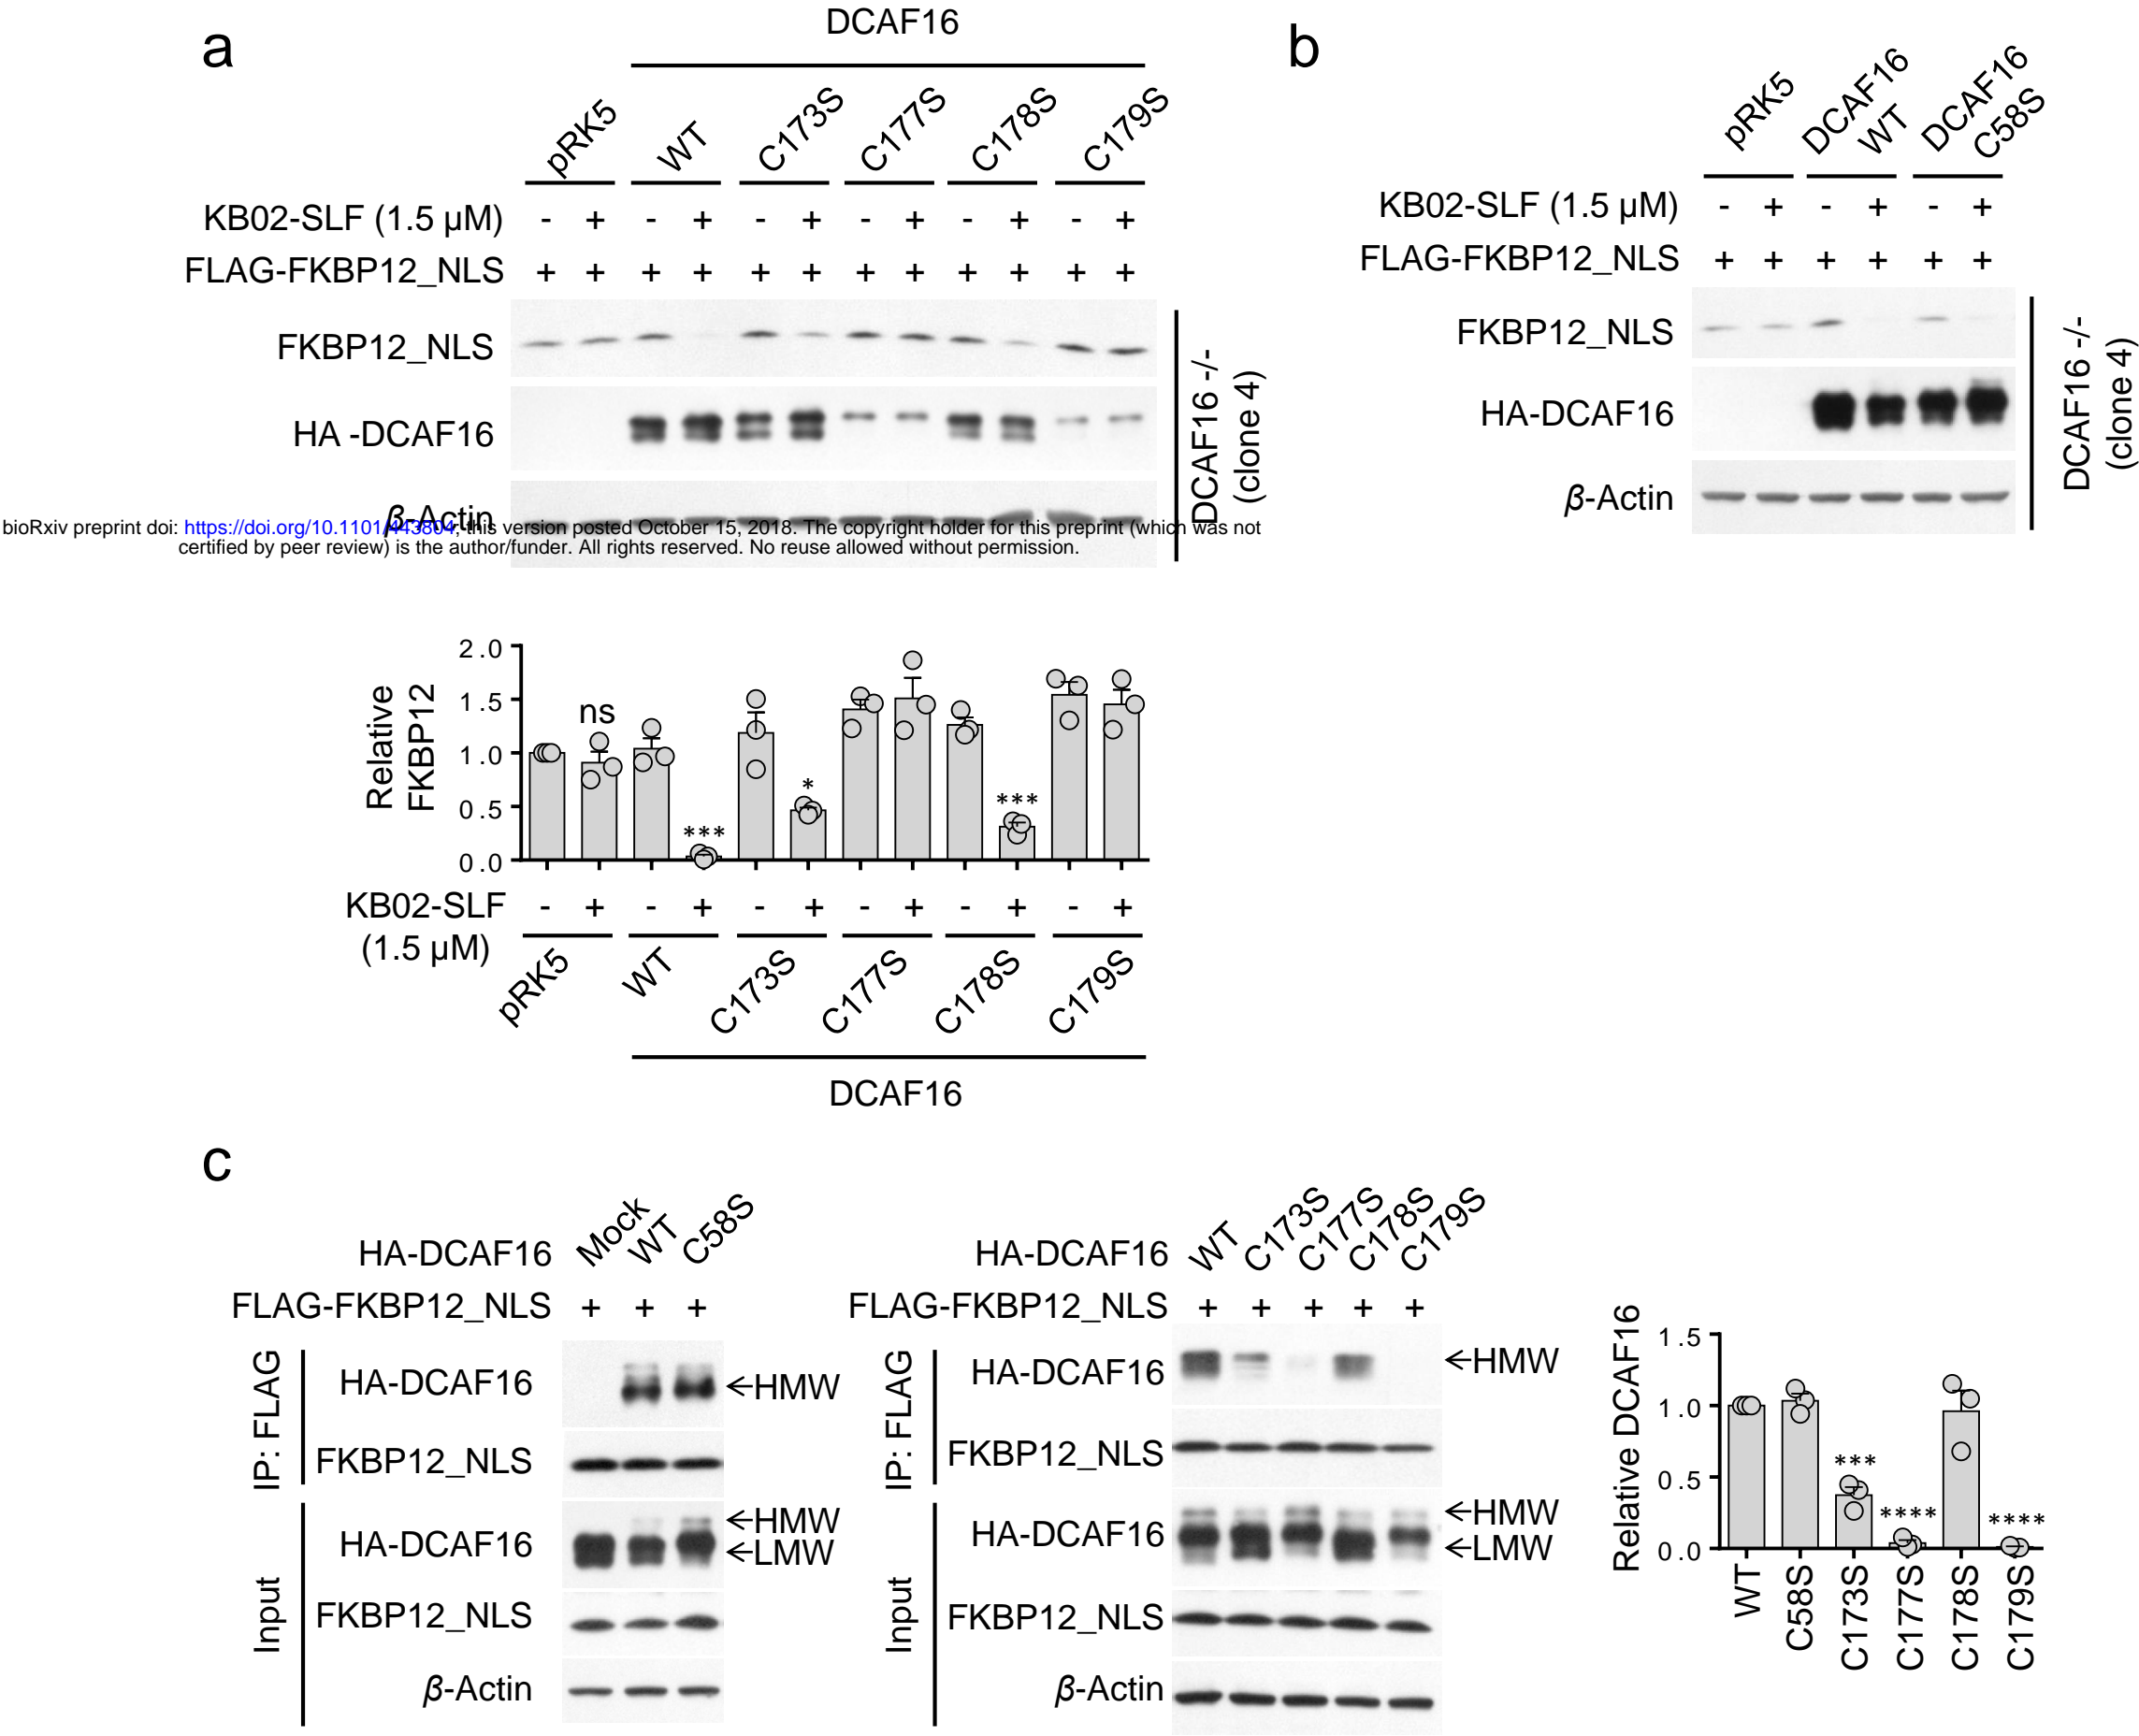 a
DCAF16
pRK5
WT
C173S
C177S
C178S
C179S
KB02-SLF (1.5 µM)
- + - + - + - + - + - +
FLAG-FKBP12_NLS
+ + + + + + + + + + + +
FKBP12_NLS
HA -DCAF16
β-Actin
DCAF16 -/-
(clone 4)
bioRxiv preprint doi: https://doi.org/10.1101/443804; this version posted October 15, 2018. The copyright holder for this preprint (which was not
certified by peer review) is the author/funder. All rights reserved. No reuse allowed without permission.
Relative
FKBP12
2.0
1.5
1.0
0.5
0.0
ns
***
*
***
KB02-SLF
(1.5 µM)
- + - + - + - + - + - +
pRK5
WT
C173S
C177S
C178S
C179S
DCAF16
b
pRK5
DCAF16
WT
DCAF16
C58S
KB02-SLF (1.5 µM)
- + - + - +
FLAG-FKBP12_NLS
+ + + + + +
FKBP12_NLS
HA-DCAF16
β-Actin
DCAF16 -/-
(clone 4)
c
HA-DCAF16
Mock
WT
C58S
FLAG-FKBP12_NLS
+ + +
IP: FLAG
HA-DCAF16
←HMW
FKBP12_NLS
Input
HA-DCAF16
←HMW
←LMW
FKBP12_NLS
β-Actin
HA-DCAF16
WT
C173S
C177S
C178S
C179S
FLAG-FKBP12_NLS
+ + + + +
IP: FLAG
HA-DCAF16
←HMW
FKBP12_NLS
Input
HA-DCAF16
←HMW
←LMW
FKBP12_NLS
β-Actin
Relative DCAF16
1.5
1.0
0.5
0.0
***
****
****
WT
C58S
C173S
C177S
C178S
C179S